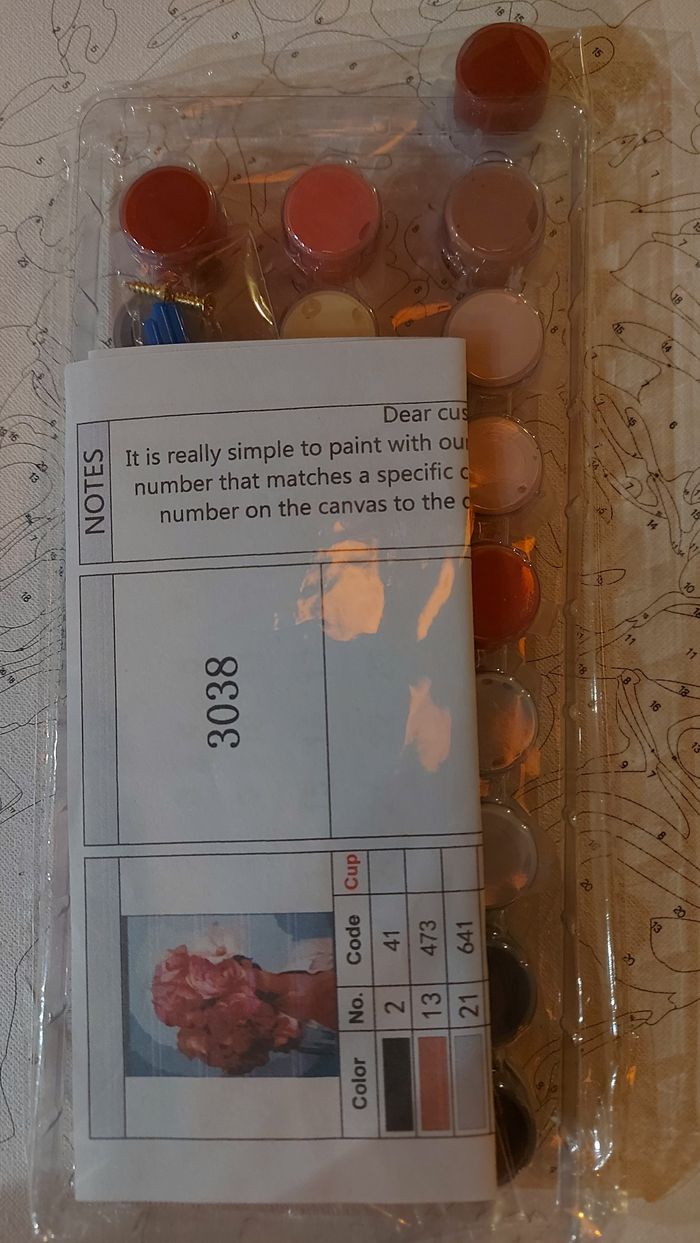 NOTES
Dear cus
It is really simple to paint with ou
number that matches a specific
number on the canvas to the
3038
Color No. Code Cup
2 41
13 473
21 641